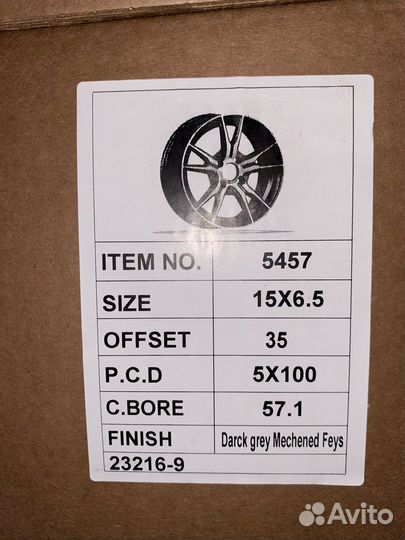 ITEM NO. 5457
SIZE 15X6.5
OFFSET 35
P.C.D 5X100
C.BORE 57.1
FINISH Darck grey Mechened Feys
23216-9
Avito